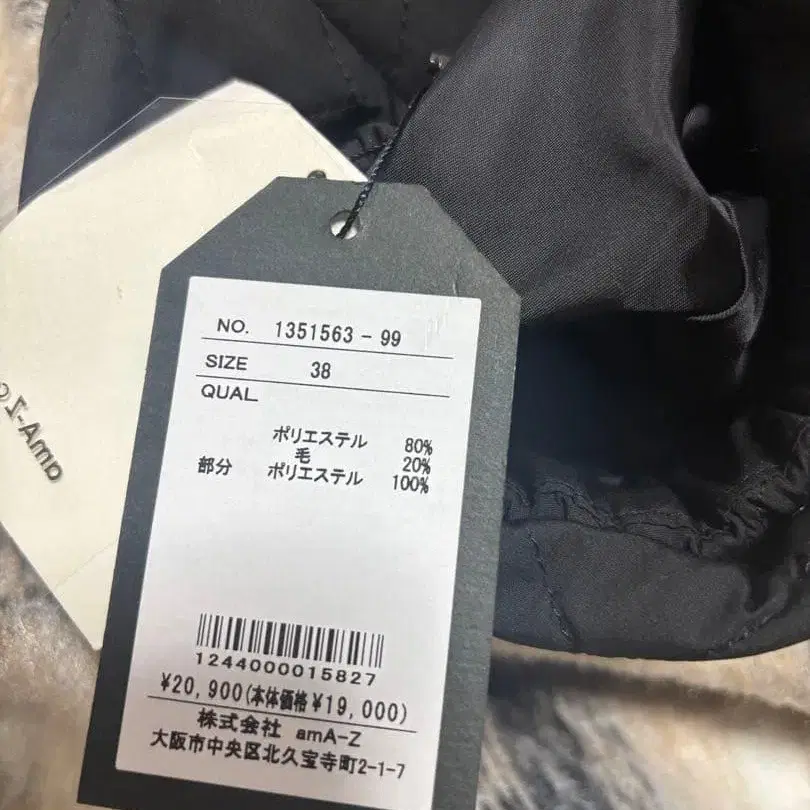 NO. 1351563-99
SIZE 38
QUAL
ポリエステル 80%
毛 20%
部分 ポリエステル 100%
1244000015827
¥20,900(本体価格¥19,000)
株式会社 amA-Z
大阪市中央区北久宝寺町2-1-7
amA-Z